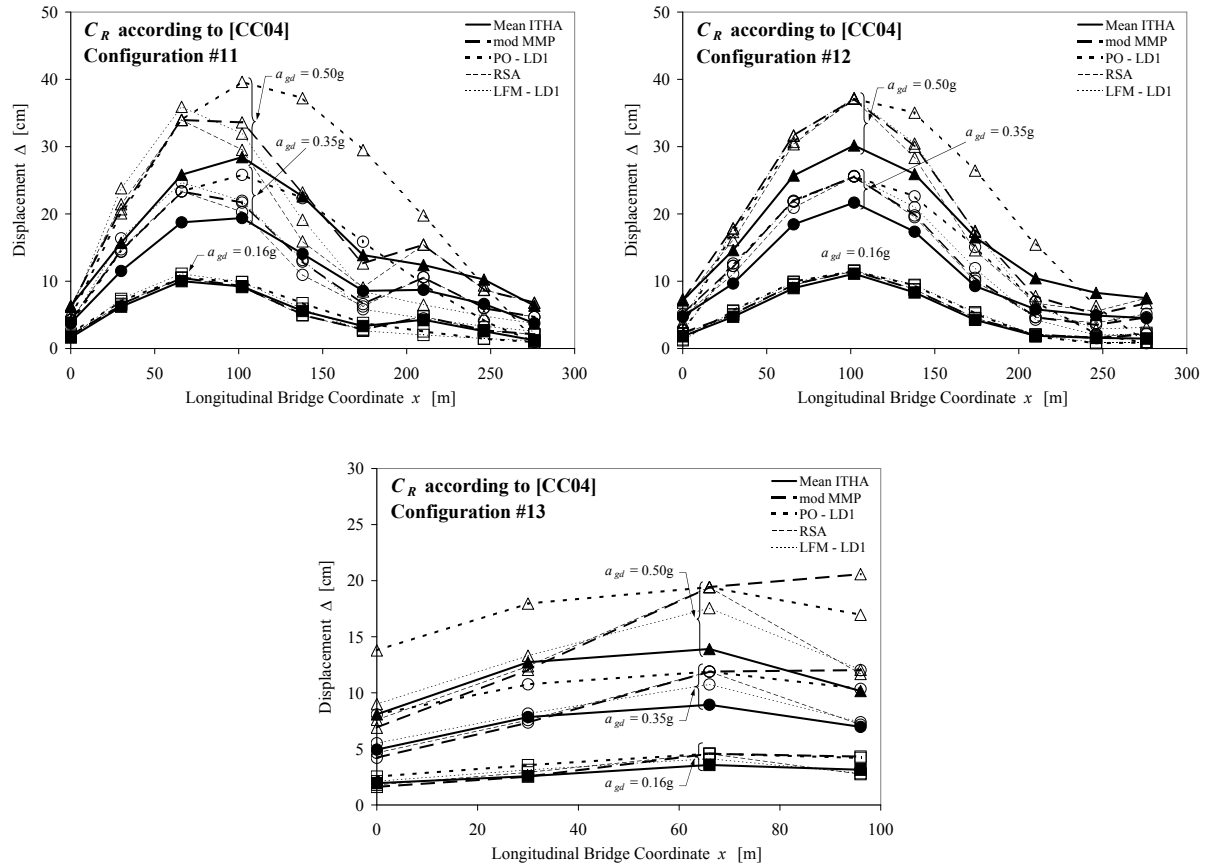 C_R according to [CC04]
Configuration #11
Mean ITHA
mod MMP
PO - LD1
RSA
LFM - LD1
a_gd = 0.50g
a_gd = 0.35g
a_gd = 0.16g
50
40
30
20
10
0
Displacement Δ [cm]
0 50 100 150 200 250 300
Longitudinal Bridge Coordinate x [m]
C_R according to [CC04]
Configuration #12
Mean ITHA
mod MMP
PO - LD1
RSA
LFM - LD1
a_gd = 0.50g
a_gd = 0.35g
a_gd = 0.16g
50
40
30
20
10
0
Displacement Δ [cm]
0 50 100 150 200 250 300
Longitudinal Bridge Coordinate x [m]
C_R according to [CC04]
Configuration #13
Mean ITHA
mod MMP
PO - LD1
RSA
LFM - LD1
a_gd = 0.50g
a_gd = 0.35g
a_gd = 0.16g
30
25
20
15
10
5
0
Displacement Δ [cm]
0 20 40 60 80 100
Longitudinal Bridge Coordinate x [m]